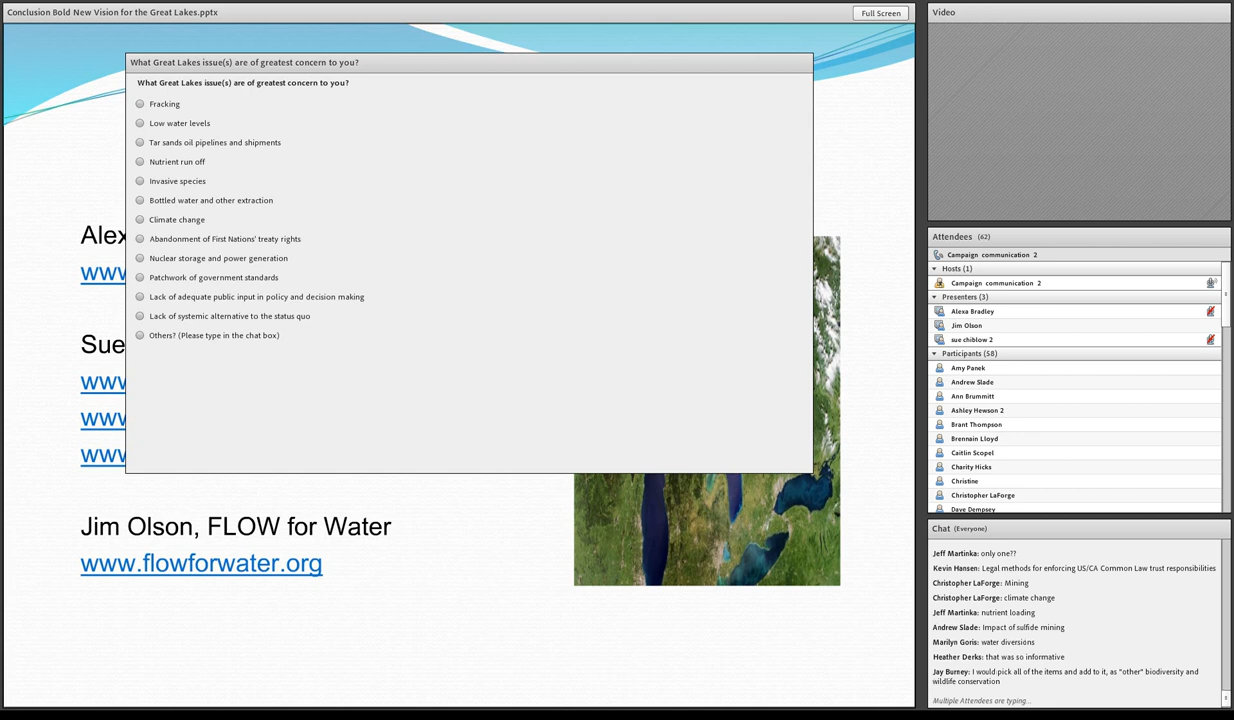 Conclusion Bold New Vision for the Great Lakes.pptx
Full Screen
What Great Lakes issue(s) are of greatest concern to you?
What Great Lakes issue(s) are of greatest concern to you?
Fracking
Low water levels
Tar sands oil pipelines and shipments
Nutrient run off
Invasive species
Bottled water and other extraction
Climate change
Abandonment of First Nations' treaty rights
Nuclear storage and power generation
Patchwork of government standards
Lack of adequate public input in policy and decision making
Lack of systemic alternative to the status quo
Others? (Please type in the chat box)
Alex
www
Sue
www
www
www
Jim Olson, FLOW for Water
www.flowforwater.org
Video
Attendees (62)
Campaign communication 2
Hosts (1)
Campaign communication 2
Presenters (3)
Alexa Bradley
Jim Olson
sue chiblow 2
Participants (58)
Amy Panek
Andrew Slade
Ann Brummitt
Ashley Hewson 2
Brant Thompson
Brennain Lloyd
Caitlin Scopel
Charity Hicks
Christine
Christopher LaForge
Dave Dempsey
Chat (Everyone)
Jeff Martinka: only one??
Kevin Hansen: Legal methods for enforcing US/CA Common Law trust responsibilities
Christopher LaForge: Mining
Christopher LaForge: climate change
Jeff Martinka: nutrient loading
Andrew Slade: Impact of sulfide mining
Marilyn Goris: water diversions
Heather Derks: that was so informative
Jay Burney: I would pick all of the items and add to it, as "other" biodiversity and
wildlife conservation
Multiple Attendees are typing...